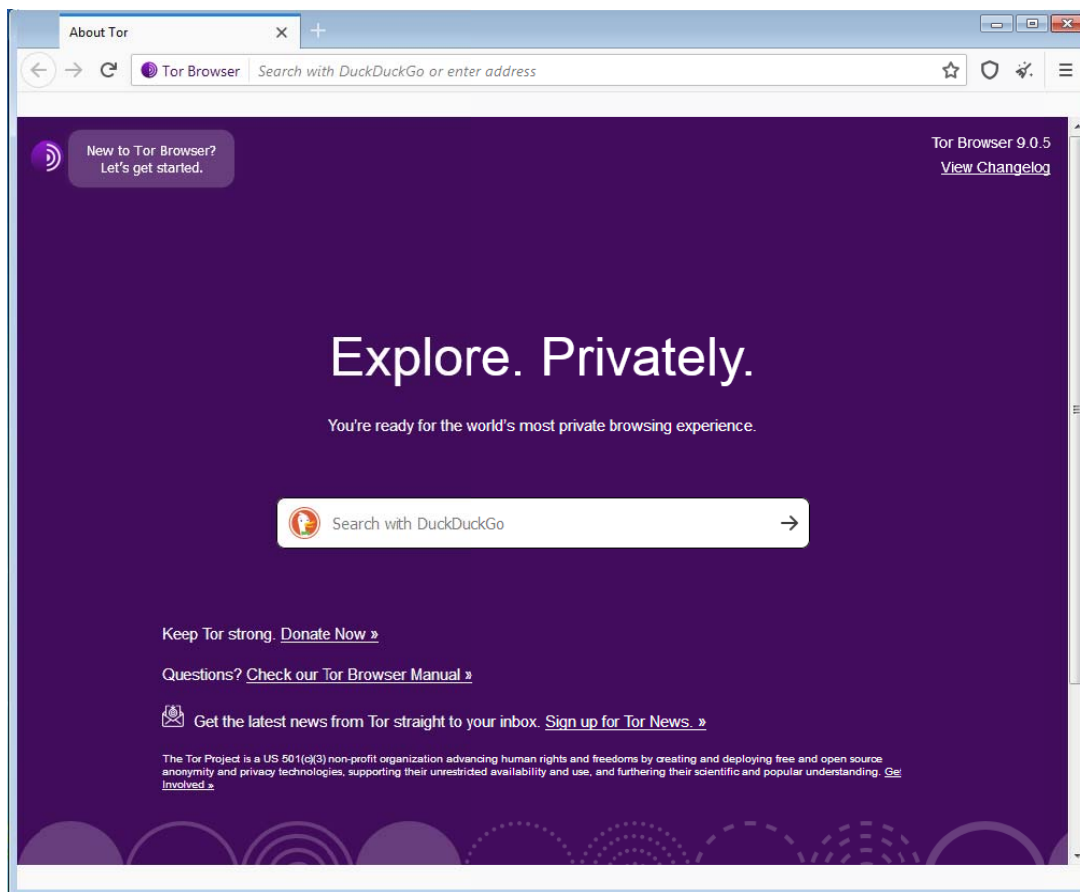 About Tor
Tor Browser Search with DuckDuckGo or enter address
New to Tor Browser?
Let's get started.
Tor Browser 9.0.5
View Changelog
Explore. Privately.
You're ready for the world's most private browsing experience.
Search with DuckDuckGo
Keep Tor strong. Donate Now »
Questions? Check our Tor Browser Manual »
Get the latest news from Tor straight to your inbox. Sign up for Tor News. »
The Tor Project is a US 501(c)(3) non-profit organization advancing human rights and freedoms by creating and deploying free and open source
anonymity and privacy technologies, supporting their unrestricted availability and use, and furthering their scientific and popular understanding. Get
Involved »